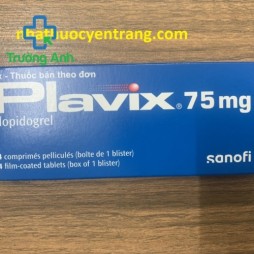 nhathuocyentrang.com
Trường Anh
- Thuốc bán theo đơn
Plavix® 75 mg
lopidogrel
comprimés pelliculés (boîte de 1 blister)
film-coated tablets (box of 1 blister)
sanofi